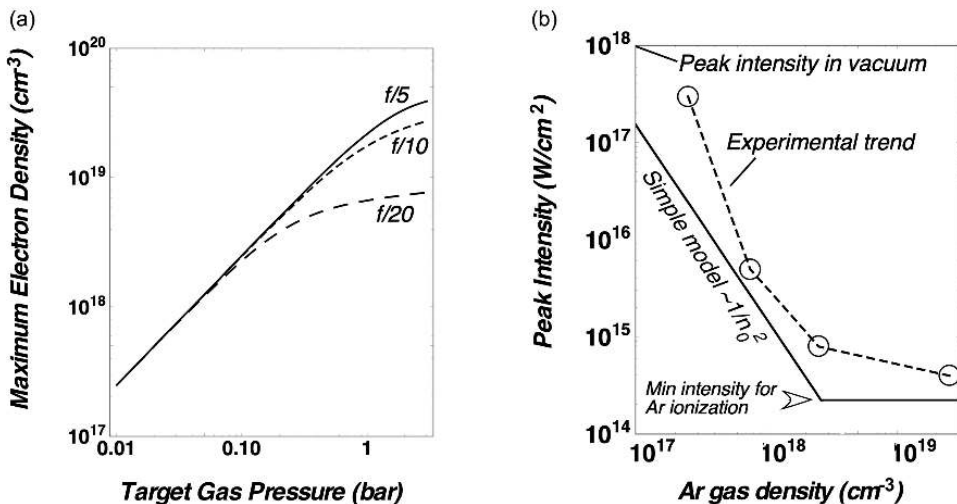 (a)
Maximum Electron Density (cm-3)
10^20
10^19
10^18
10^17
f/5
f/10
f/20
0.01
0.10
1
Target Gas Pressure (bar)
(b)
Peak Intensity (W/cm^2)
10^18
10^17
10^16
10^15
10^14
Peak intensity in vacuum
Experimental trend
Simple model ~1/n_0^2
Min intensity for
Ar ionization
10^17
10^18
10^19
Ar gas density (cm^-3)